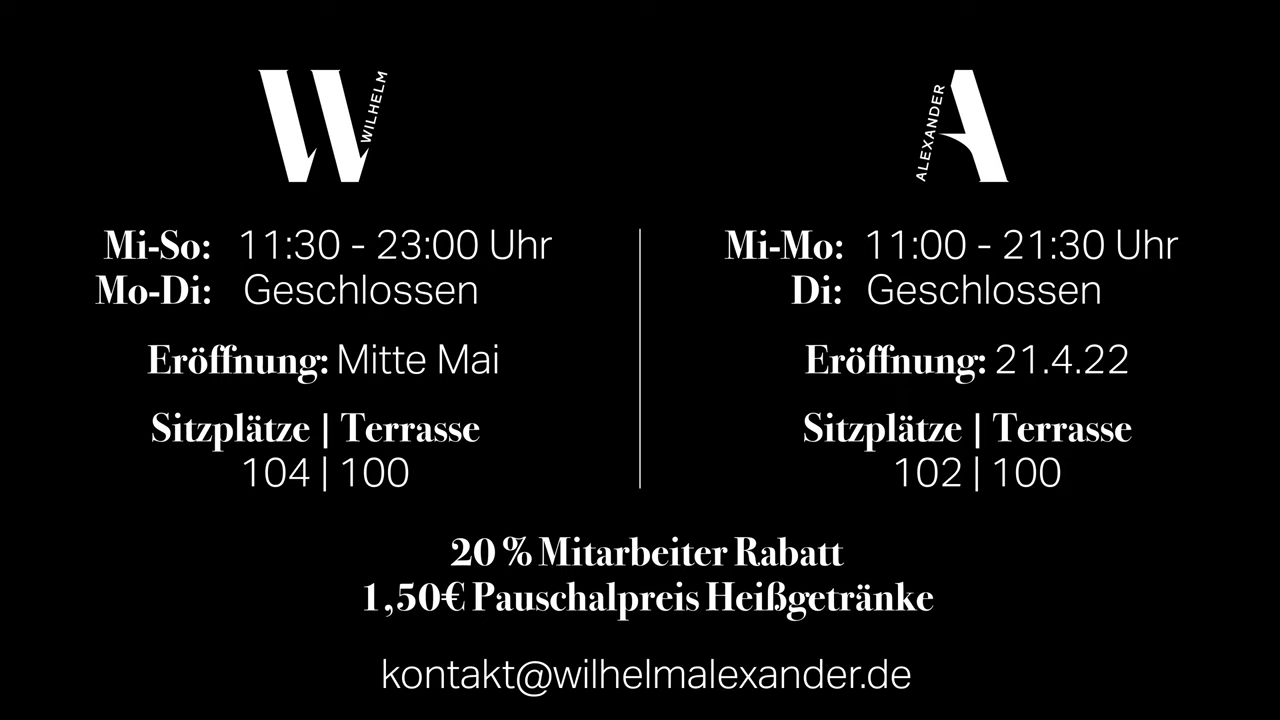 W WILHELM
Mi-So: 11:30 - 23:00 Uhr
Mo-Di: Geschlossen
Eröffnung: Mitte Mai
Sitzplätze | Terrasse
104 | 100
ALEXANDER A
Mi-Mo: 11:00 - 21:30 Uhr
Di: Geschlossen
Eröffnung: 21.4.22
Sitzplätze | Terrasse
102 | 100
20 % Mitarbeiter Rabatt
1,50€ Pauschalpreis Heißgetränke
kontakt@wilhelmalexander.de